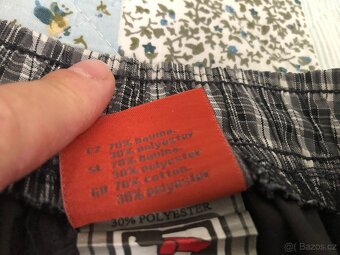 CZ 70% bavlna,
30% polyester
SK 70% bavlna,
30% polyester
GB 70% cotton,
30% polyester
30% POLYESTER
Bazos.cz